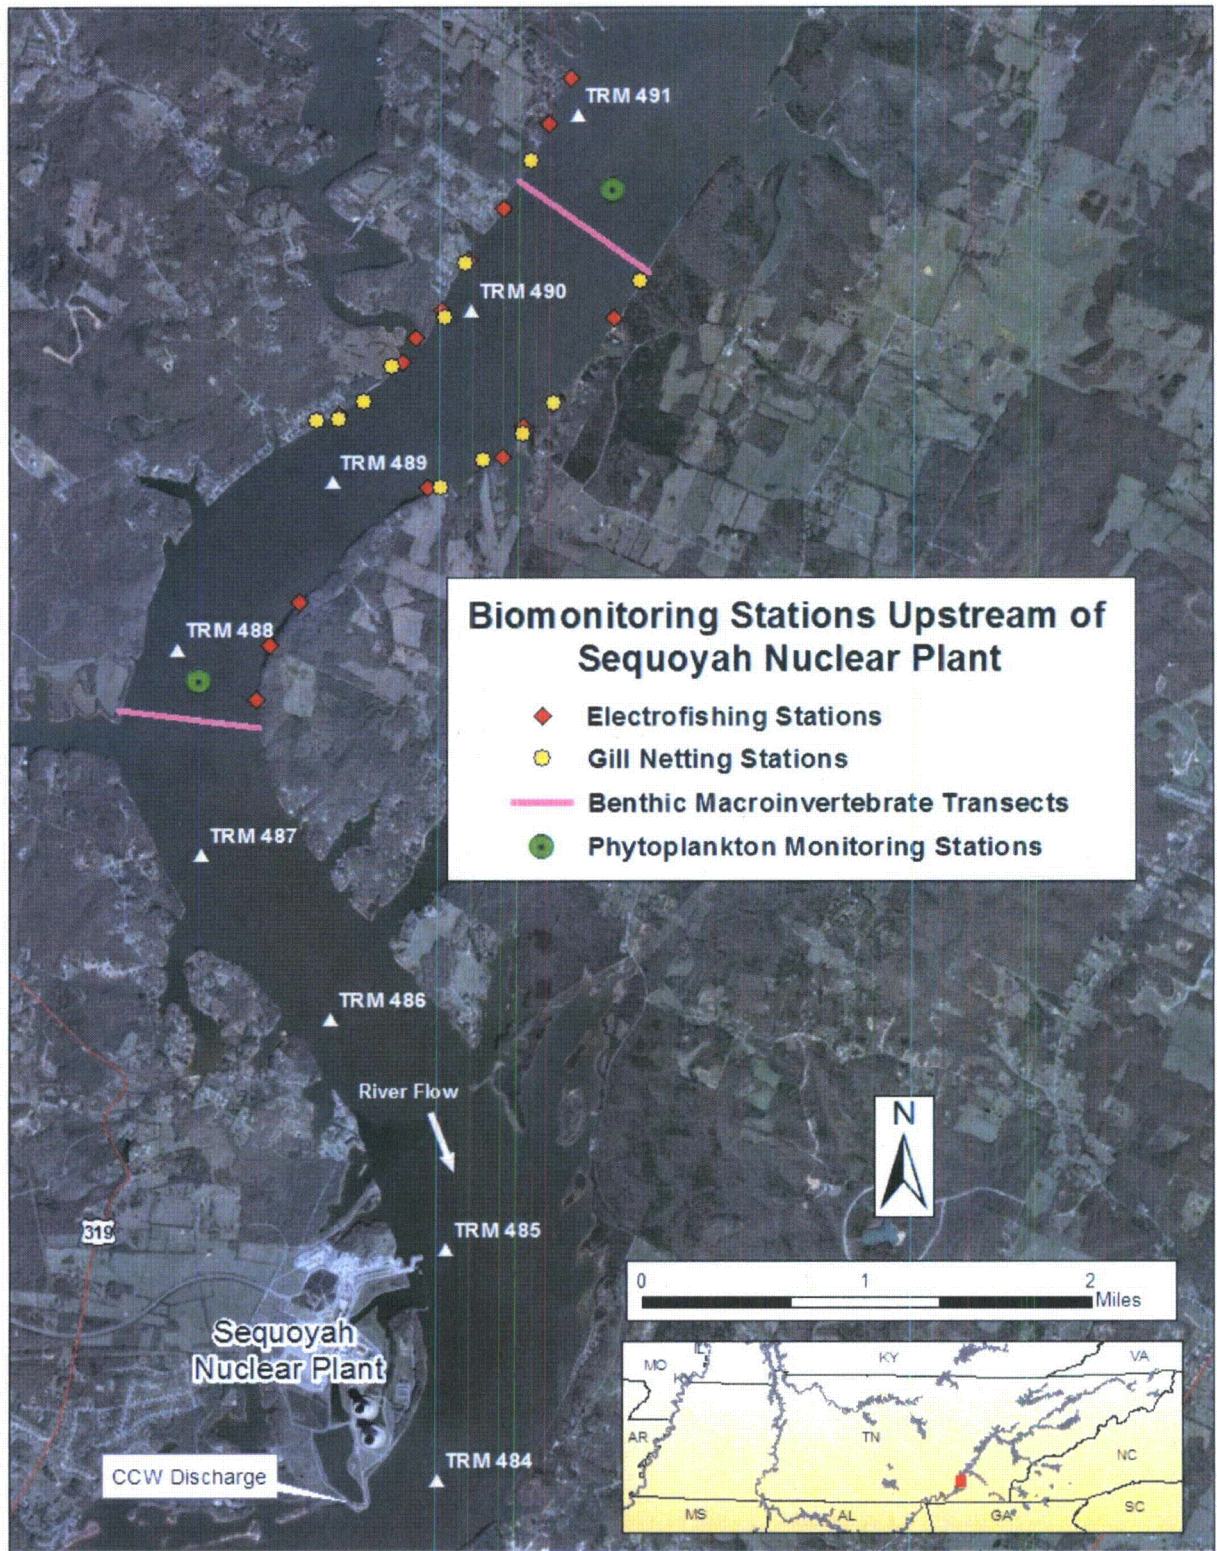 TRM 491
TRM 490
TRM 489
TRM 488
Biomonitoring Stations Upstream of
Sequoyah Nuclear Plant
Electrofishing Stations
Gill Netting Stations
Benthic Macroinvertebrate Transects
Phytoplankton Monitoring Stations
TRM 487
TRM 486
River Flow
N
319
TRM 485
0 1 2
Miles
Sequoyah
Nuclear Plant
CCW Discharge
TRM 484
IL
MO
KY
VA
AR
TN
NC
MS
AL
GA
SC